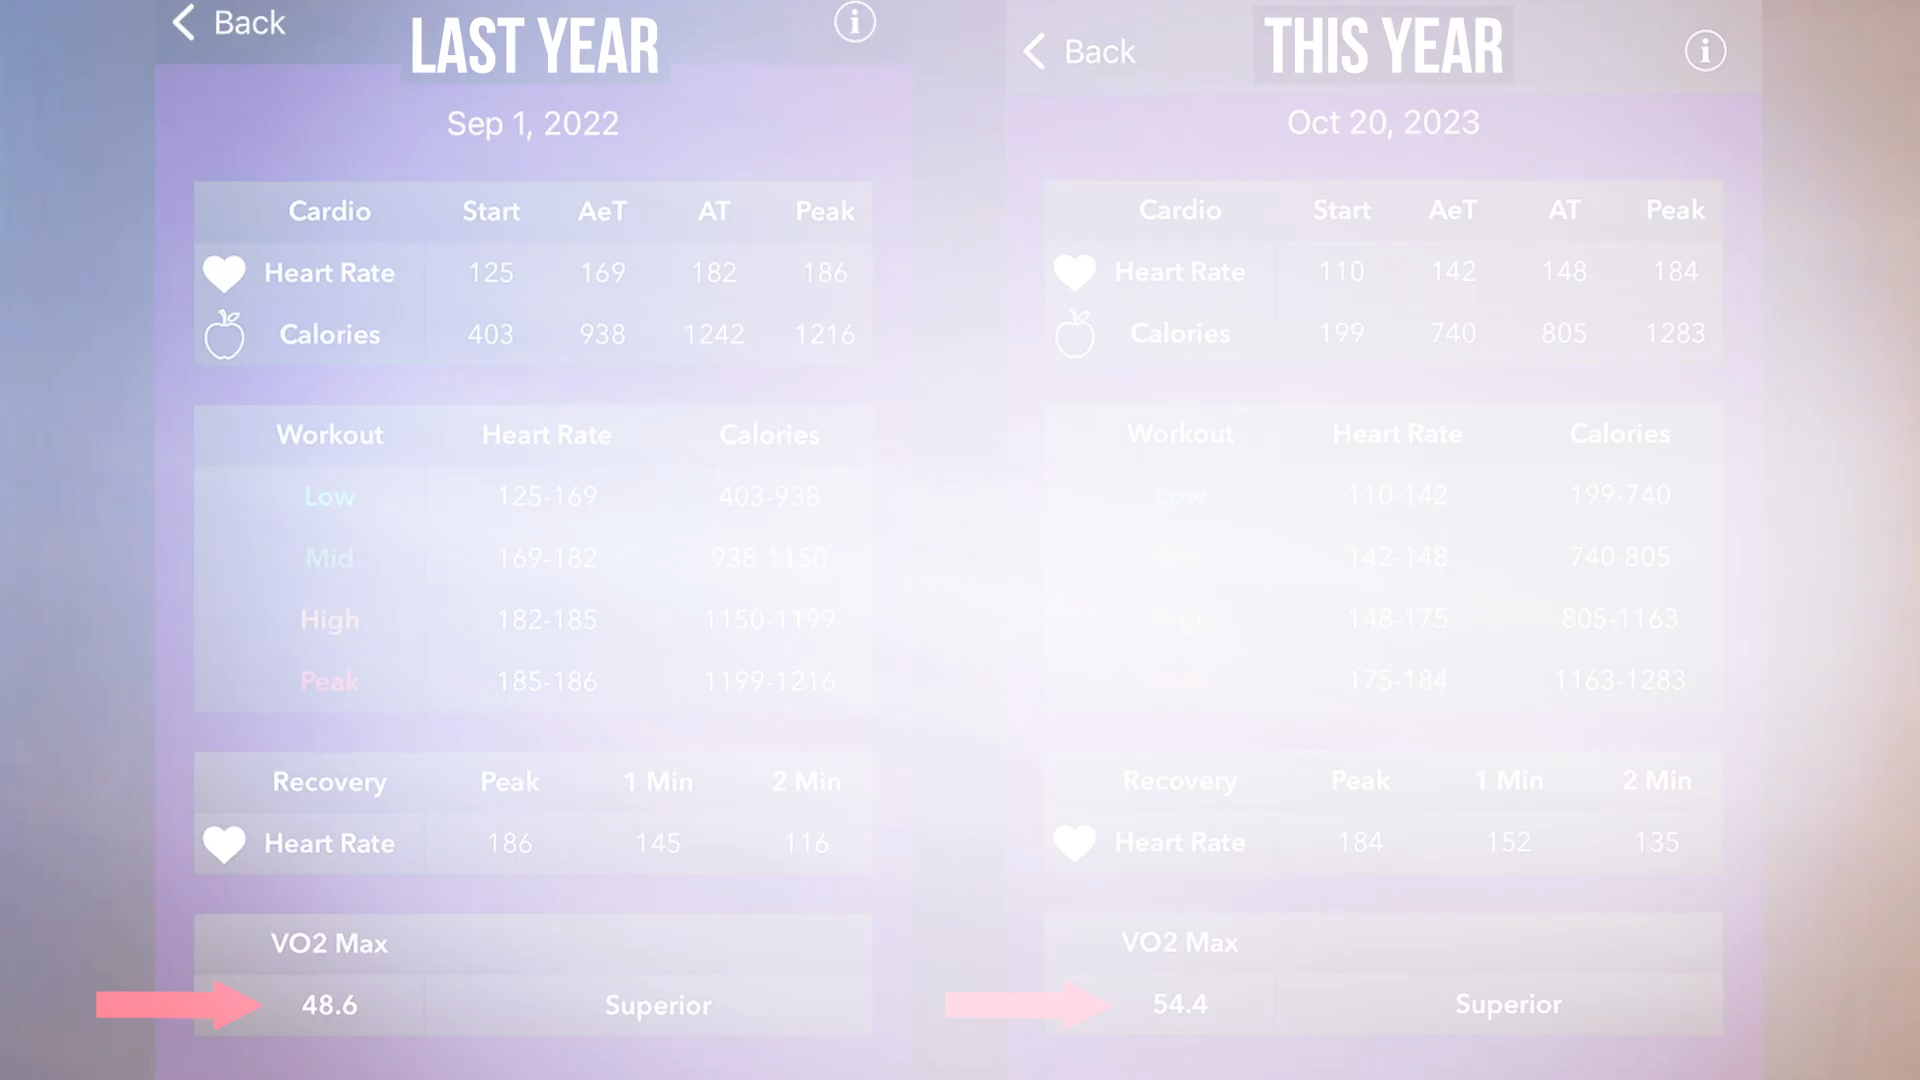 Back
LAST YEAR
Sep 1, 2022
Cardio Start AeT AT Peak
Heart Rate 125 169 182 186
Calories 403 938 1242 1216
Workout Heart Rate Calories
Low 125-169 403-938
Mid 169-182 938-1150
High 182-185 1150-1199
Peak 185-186 1199-1216
Recovery Peak 1 Min 2 Min
Heart Rate 186 145 116
VO2 Max
48.6 Superior
Back
THIS YEAR
Oct 20, 2023
Cardio Start AeT AT Peak
Heart Rate 110 142 148 184
Calories 199 740 805 1283
Workout Heart Rate Calories
Low 110-142 199-740
Mid 142-148 740-805
High 148-175 805-1163
175-184 1163-1283
Recovery Peak 1 Min 2 Min
Heart Rate 184 152 135
VO2 Max
54.4 Superior